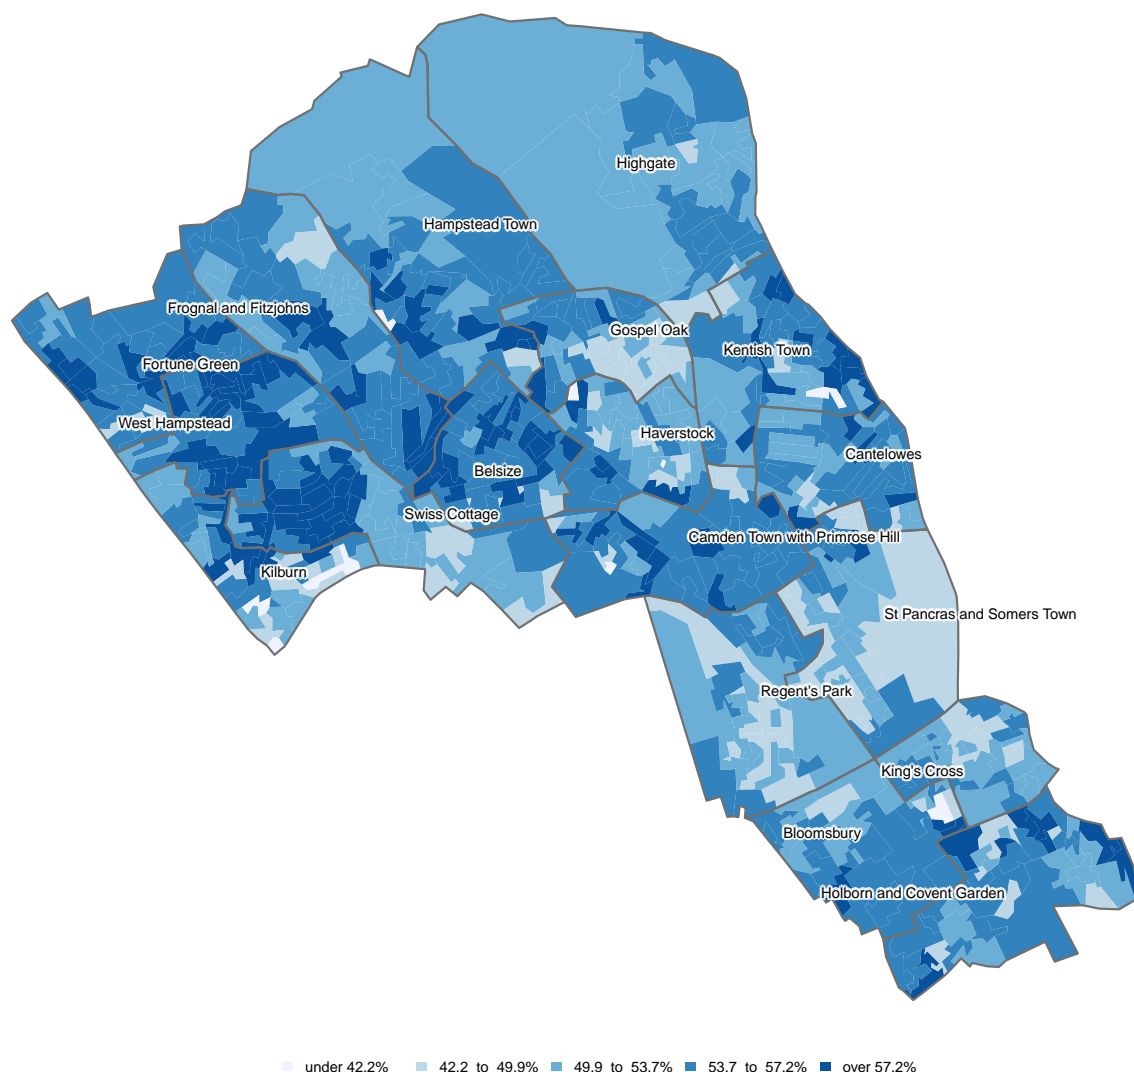 Highgate
Hampstead Town
Frognal and Fitzjohns
Gospel Oak
Kentish Town
Fortune Green
West Hampstead
Haverstock
Cantelowes
Belsize
Swiss Cottage
Camden Town with Primrose Hill
Kilburn
St Pancras and Somers Town
Regent's Park
King's Cross
Bloomsbury
Holborn and Covent Garden
under 42.2% 42.2 to 49.9% 49.9 to 53.7% 53.7 to 57.2% over 57.2%